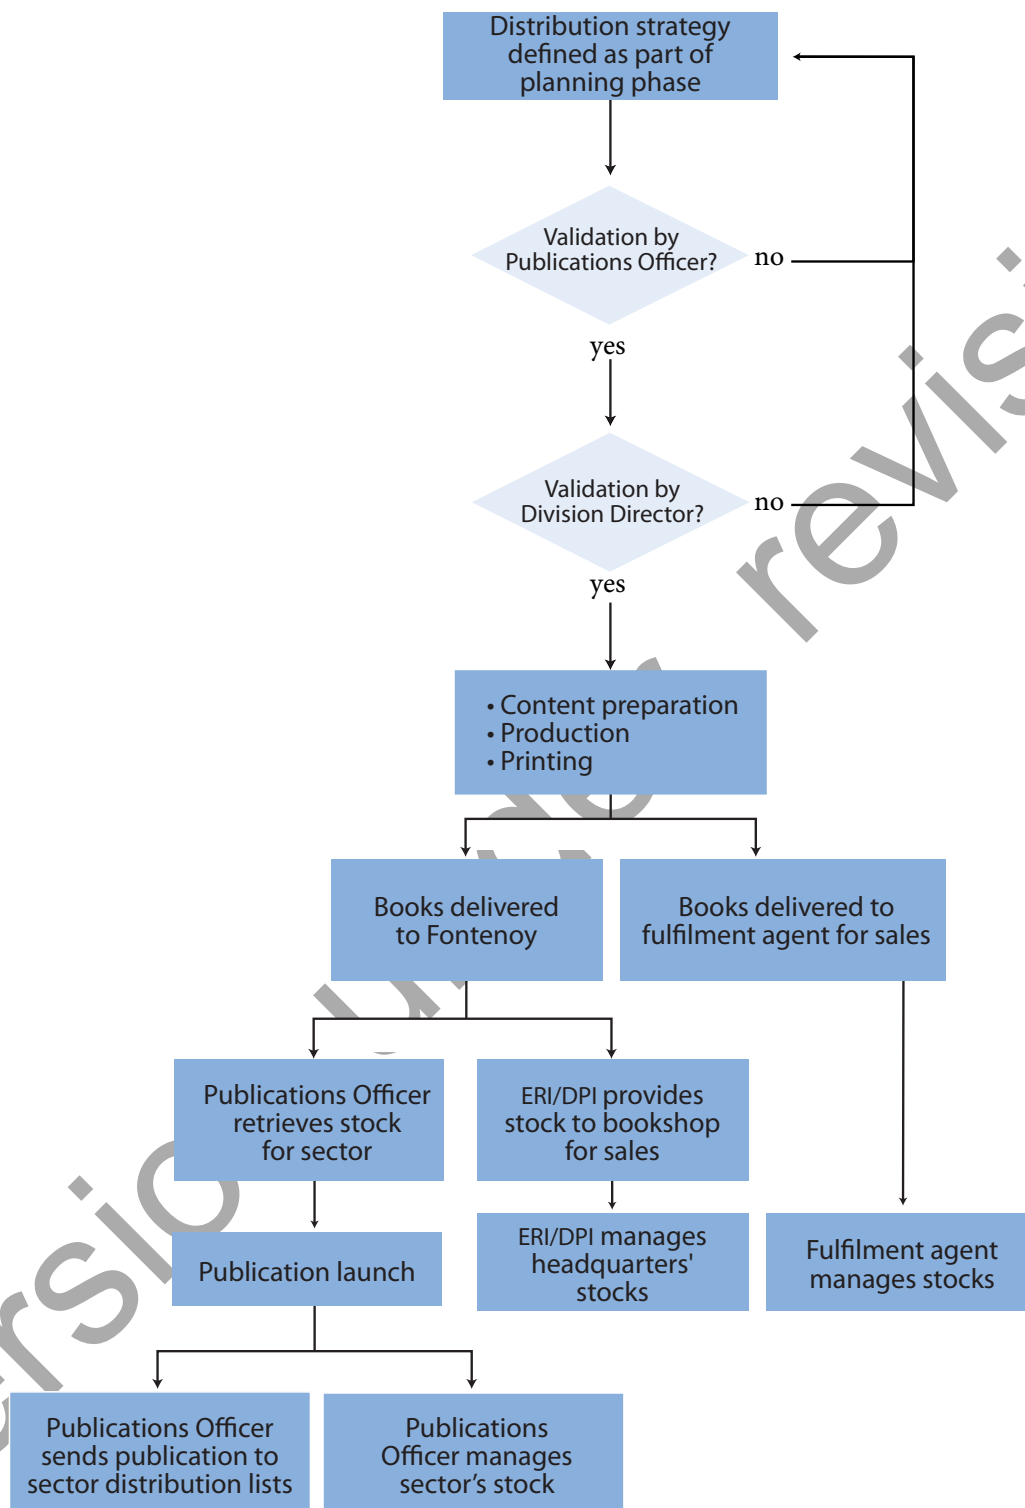 Distribution strategy
defined as part of
planning phase
Validation by
Publications Officer?
no
yes
Validation by
Division Director?
no
yes
• Content preparation
• Production
• Printing
Books delivered
to Fontenoy
Books delivered to
fulfilment agent for sales
Publications Officer
retrieves stock
for sector
ERI/DPI provides
stock to bookshop
for sales
Publication launch
ERI/DPI manages
headquarters'
stocks
Fulfilment agent
manages stocks
Publications Officer
sends publication to
sector distribution lists
Publications
Officer manages
sector’s stock